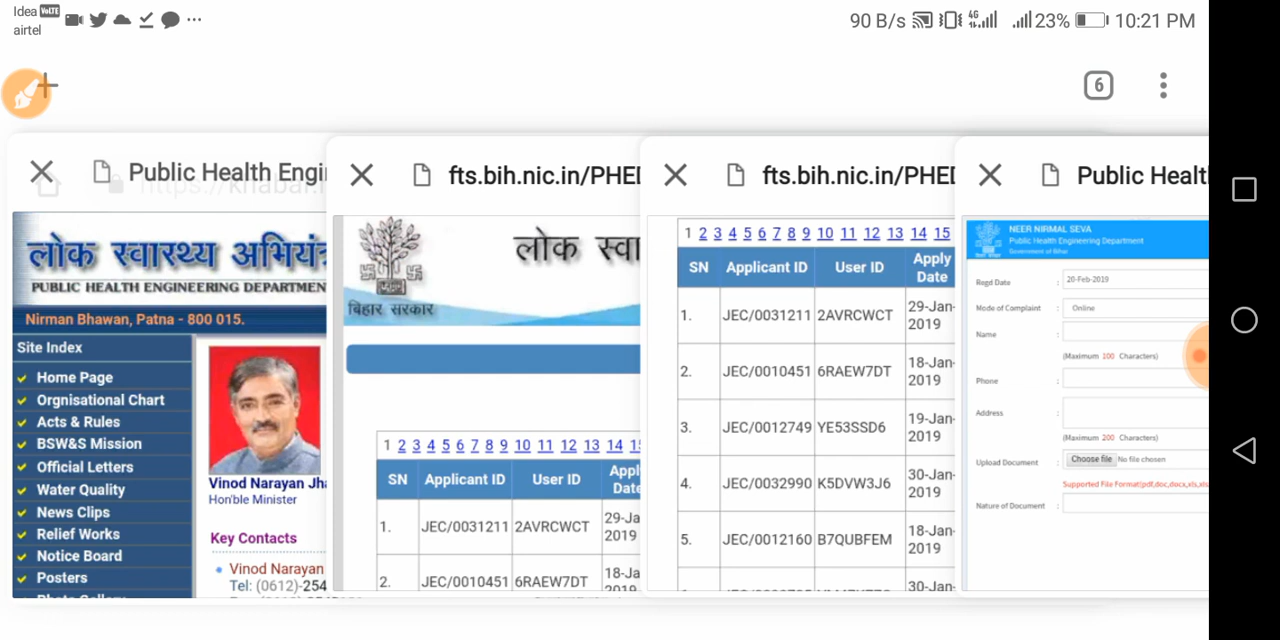 Idea VoLTE
airtel
90 B/s 4G 23% 10:21 PM
6
Public Health Engi
लोक स्वास्थ्य अभियंत्र
PUBLIC HEALTH ENGINEERING DEPARTMEN
Nirman Bhawan, Patna - 800 015.
Site Index
Home Page
Orgnisational Chart
Acts & Rules
BSW&S Mission
Official Letters
Water Quality
News Clips
Relief Works
Notice Board
Posters
Vinod Narayan Jha
Hon'ble Minister
Key Contacts
Vinod Narayan
Tel: (0612)-254
fts.bih.nic.in/PHED
लोक स्वा
बिहार सरकार
1 2 3 4 5 6 7 8 9 10 11 12 13 14 15
SN Applicant ID User ID Apply Date
1. JEC/0031211 2AVRCWCT 29-Ja 2019
2. JEC/0010451 6RAEW7DT 18-Ja 2019
fts.bih.nic.in/PHED
1 2 3 4 5 6 7 8 9 10 11 12 13 14 15
SN Applicant ID User ID Apply Date
1. JEC/0031211 2AVRCWCT 29-Jan-2019
2. JEC/0010451 6RAEW7DT 18-Jan-2019
3. JEC/0012749 YE53SSD6 19-Jan-2019
4. JEC/0032990 K5DVW3J6 30-Jan-2019
5. JEC/0012160 B7QUBFEM 18-Jan-2019
30-Jan-
Public Healt
NEER NIRMAL SEVA
Public Health Engineering Department
Government of Bihar
Regd Date : 20-Feb-2019
Mode of Complaint : Online
Name :
(Maximum 200 Characters)
Phone :
Address :
(Maximum 200 Characters)
Upload Document : Choose file No file chosen
Supported File Format(pdf,doc,docx,xls,xls
Nature of Document :